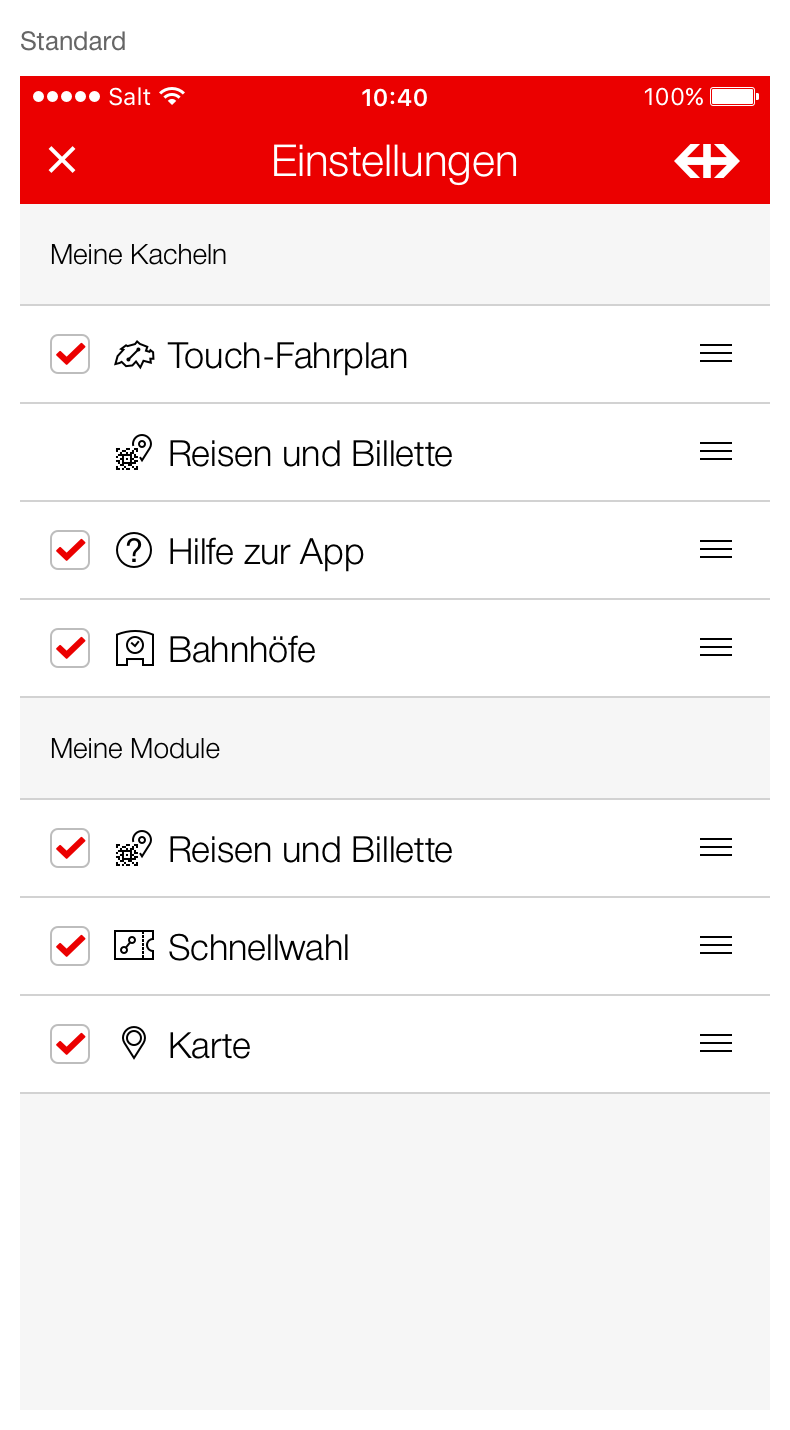 Standard
Salt 10:40 100%
Einstellungen
Meine Kacheln
Touch-Fahrplan
Reisen und Billette
Hilfe zur App
Bahnhöfe
Meine Module
Reisen und Billette
Schnellwahl
Karte